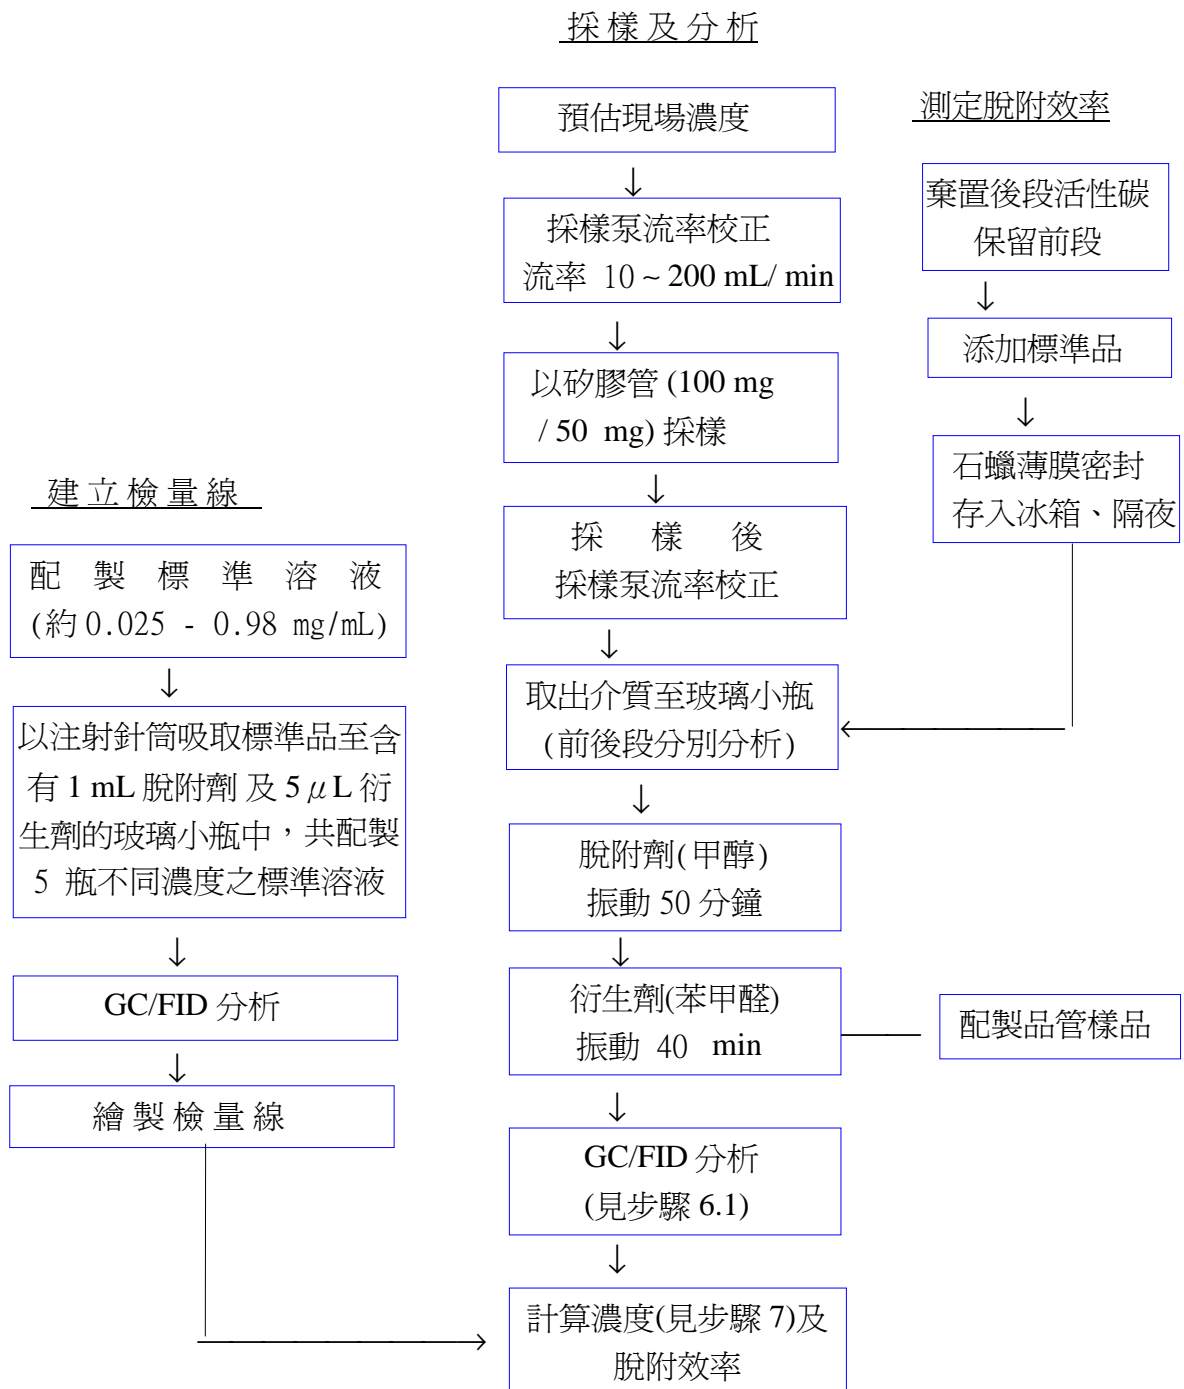 採樣及分析
預估現場濃度
採樣泵流率校正
流率 10~200 mL/ min
以矽膠管 (100 mg
/ 50 mg) 採樣
採 樣 後
採樣泵流率校正
取出介質至玻璃小瓶
(前後段分別分析)
脫附劑(甲醇)
振動 50 分鐘
衍生劑(苯甲醛)
振動 40 min
GC/FID 分析
(見步驟 6.1)
計算濃度(見步驟 7)及
脫附效率
測定脫附效率
棄置後段活性碳
保留前段
添加標準品
石蠟薄膜密封
存入冰箱、隔夜
配製品管樣品
建立檢量線
配 製 標 準 溶 液
(約 0.025 - 0.98 mg/mL)
以注射針筒吸取標準品至含
有 1 mL 脫附劑 及 5 μL 衍
生劑的玻璃小瓶中，共配製
5 瓶不同濃度之標準溶液
GC/FID 分析
繪製檢量線